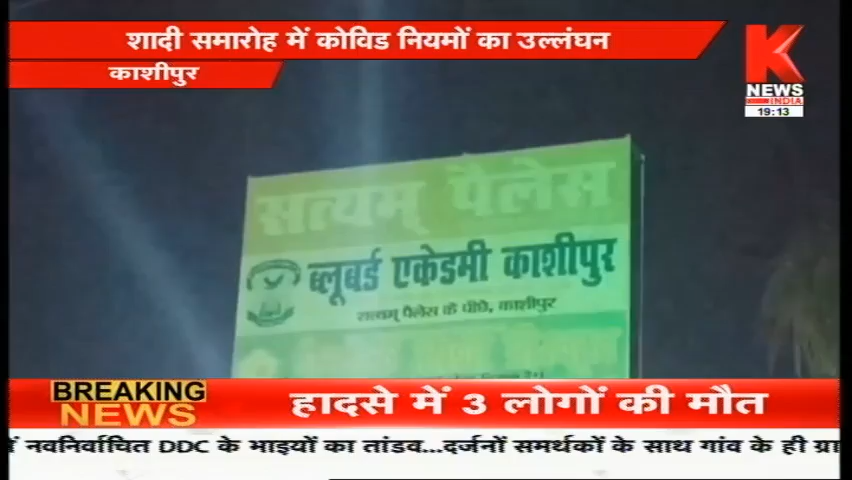 शादी समारोह में कोविड नियमों का उल्लंघन
काशीपुर
K
NEWS
INDIA
19:13
सत्यम् पैलेस
ब्लूबर्ड एकेडमी काशीपुर
सत्यम् पैलेस के पीछे, काशीपुर
BREAKING
NEWS
हादसे में 3 लोगों की मौत
में नवनिर्वाचित DDC के भाइयों का तांडव...दर्जनों समर्थकों के साथ गांव के ही ग्रा